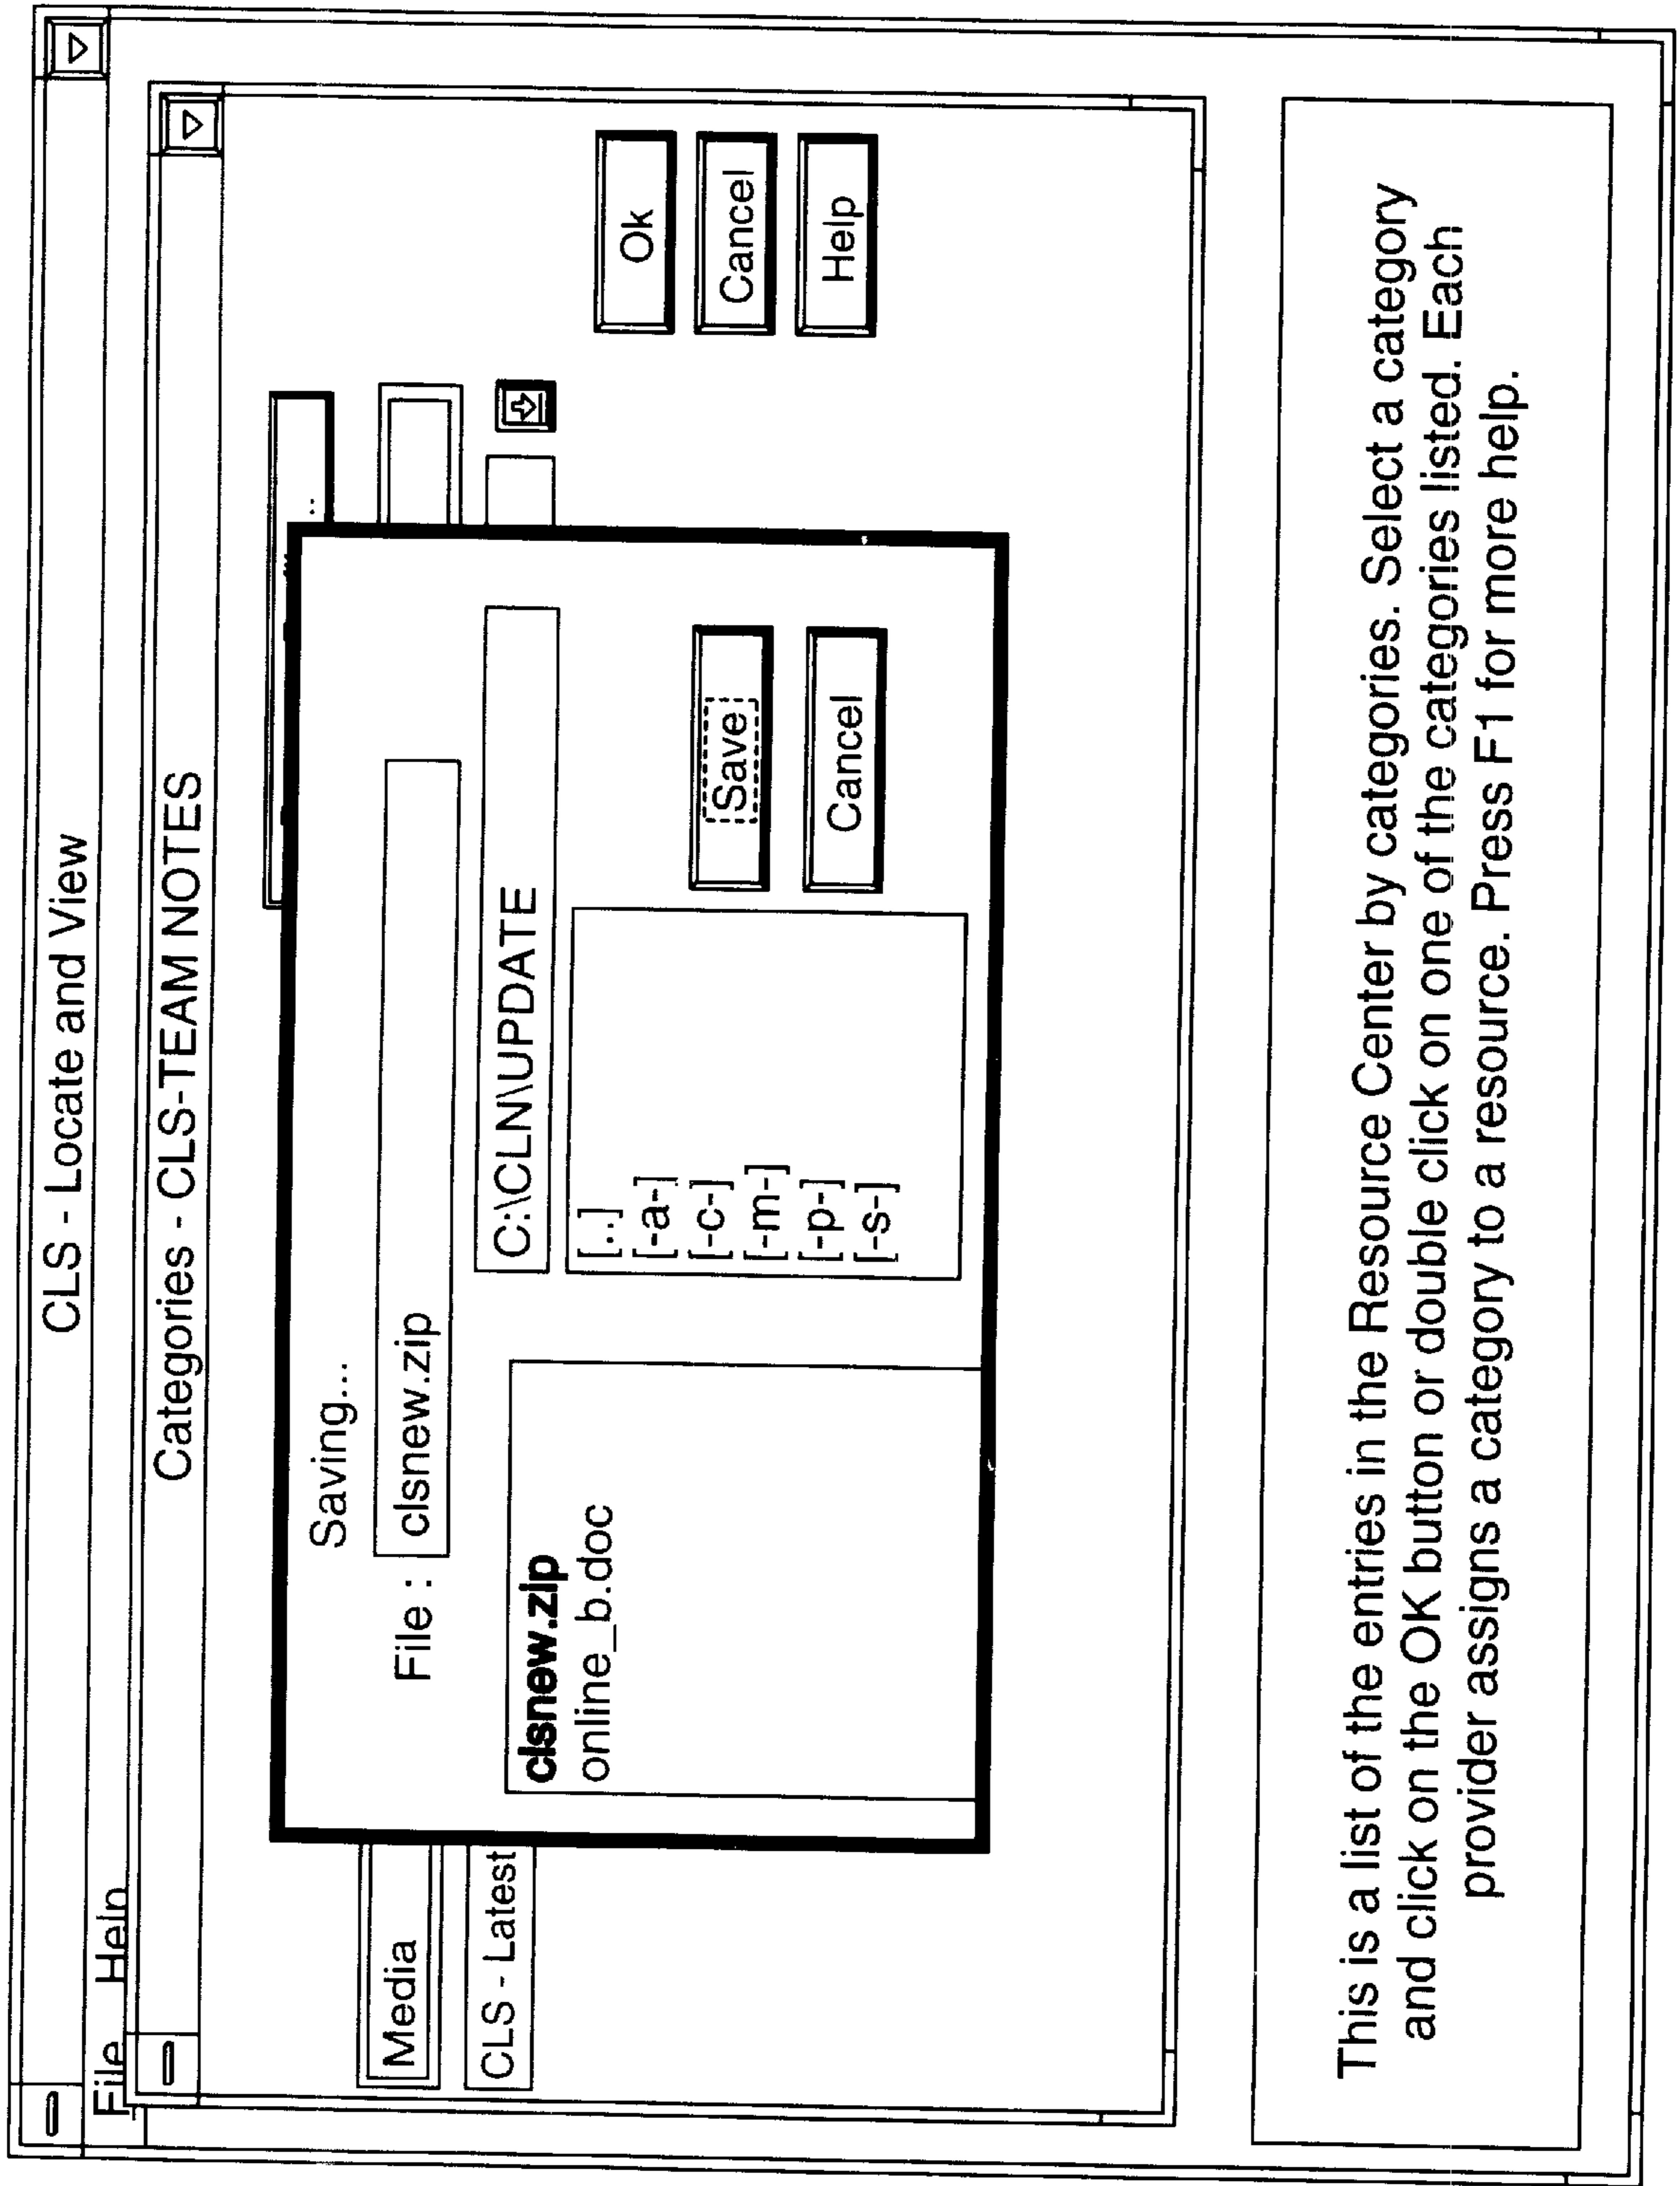 CLS - Locate and View
File Help
Categories - CLS-TEAM NOTES
Saving...
File : clsnew.zip
C:\CLN\UPDATE
clsnew.zip
online_b.doc
[..]
[-a-]
[-c-]
[-m-]
[-p-]
[-s-]
Save
Cancel
Media
CLS - Latest
..
Ok
Cancel
Help
This is a list of the entries in the Resource Center by categories. Select a category
and click on the OK button or double click on one of the categories listed. Each
provider assigns a category to a resource. Press F1 for more help.